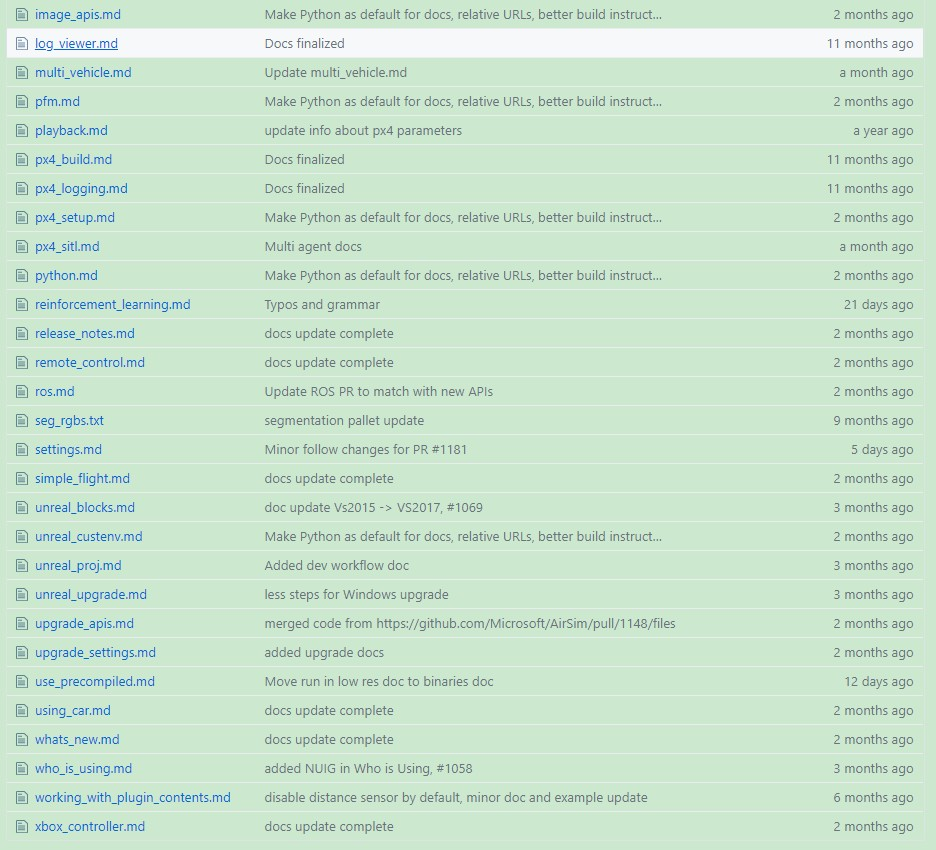 image_apis.md Make Python as default for docs, relative URLs, better build instruct... 2 months ago
log_viewer.md Docs finalized 11 months ago
multi_vehicle.md Update multi_vehicle.md a month ago
pfm.md Make Python as default for docs, relative URLs, better build instruct... 2 months ago
playback.md update info about px4 parameters a year ago
px4_build.md Docs finalized 11 months ago
px4_logging.md Docs finalized 11 months ago
px4_setup.md Make Python as default for docs, relative URLs, better build instruct... 2 months ago
px4_sitl.md Multi agent docs a month ago
python.md Make Python as default for docs, relative URLs, better build instruct... 2 months ago
reinforcement_learning.md Typos and grammar 21 days ago
release_notes.md docs update complete 2 months ago
remote_control.md docs update complete 2 months ago
ros.md Update ROS PR to match with new APIs 2 months ago
seg_rgbs.txt segmentation pallet update 9 months ago
settings.md Minor follow changes for PR #1181 5 days ago
simple_flight.md docs update complete 2 months ago
unreal_blocks.md doc update Vs2015 -> VS2017, #1069 3 months ago
unreal_custenv.md Make Python as default for docs, relative URLs, better build instruct... 2 months ago
unreal_proj.md Added dev workflow doc 3 months ago
unreal_upgrade.md less steps for Windows upgrade 3 months ago
upgrade_apis.md merged code from https://github.com/Microsoft/AirSim/pull/1148/files 2 months ago
upgrade_settings.md added upgrade docs 2 months ago
use_precompiled.md Move run in low res doc to binaries doc 12 days ago
using_car.md docs update complete 2 months ago
whats_new.md docs update complete 2 months ago
who_is_using.md added NUIG in Who is Using, #1058 3 months ago
working_with_plugin_contents.md disable distance sensor by default, minor doc and example update 6 months ago
xbox_controller.md docs update complete 2 months ago